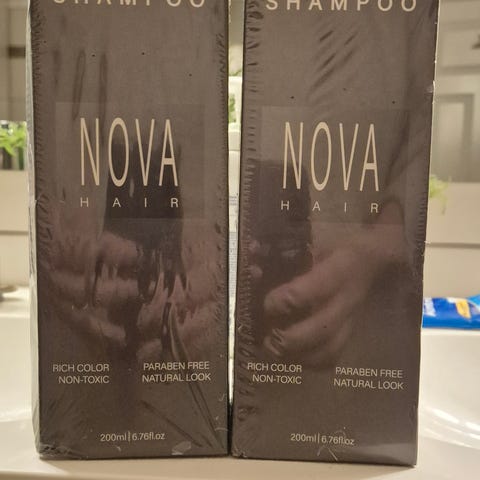 SHAMPOO
NOVA
HAIR
RICH COLOR
NON-TOXIC
PARABEN FREE
NATURAL LOOK
200ml | 6.76fl.oz
SHAMPOO
NOVA
HAIR
RICH COLOR
NON-TOXIC
PARABEN FREE
NATURAL LOOK
200ml | 6.76fl.oz